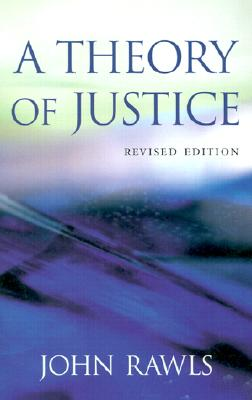 A THEORY
OF JUSTICE
REVISED EDITION
JOHN RAWLS